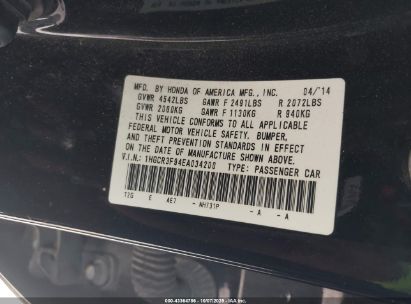 MFD. BY HONDA OF AMERICA MFG., INC. 04/14
GVWR 4542LBS GAWR F 2491LBS R 2072LBS
GVWR 2060KG GAWR F 1130KG R 940KG
THIS VEHICLE CONFORMS TO ALL APPLICABLE
FEDERAL MOTOR VEHICLE SAFETY, BUMPER,
AND THEFT PREVENTION STANDARDS IN EFFECT
ON THE DATE OF MANUFACTURE SHOWN ABOVE.
V.I.N.: 1HGCR3F84EA034200 TYPE: PASSENGER CAR
T2G E AE7 NH731P -A -A